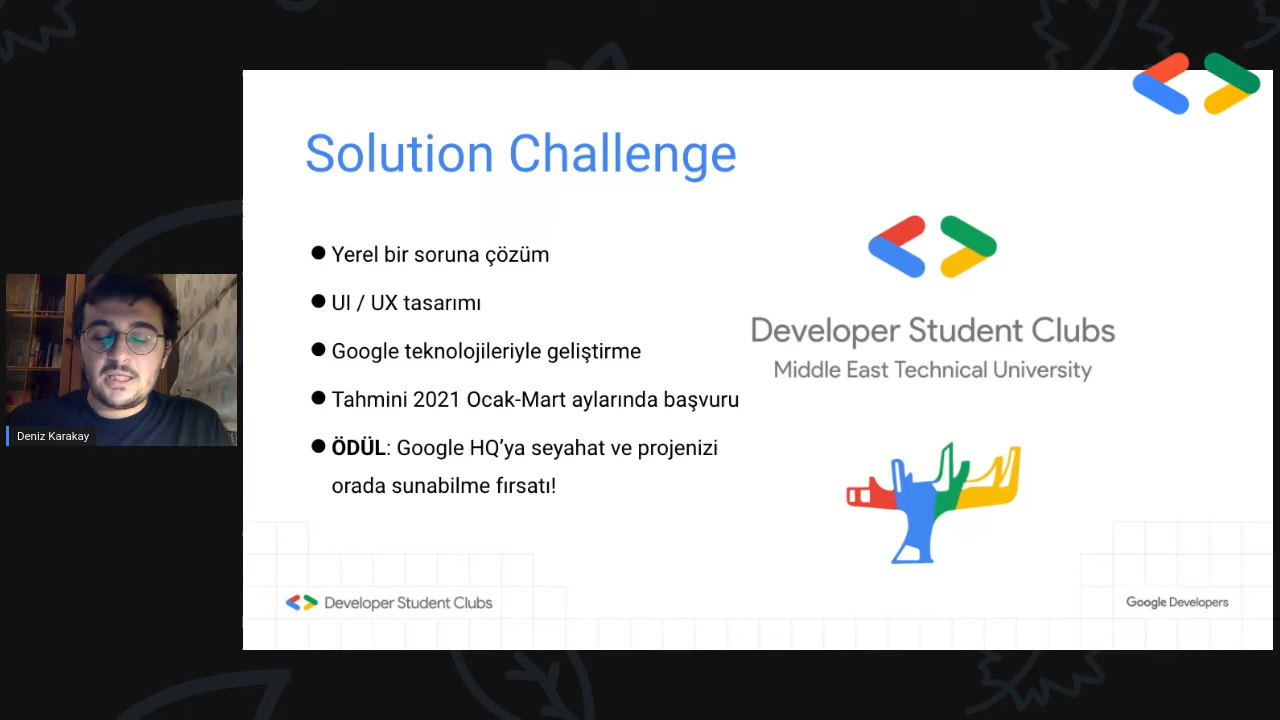 Solution Challenge
Yerel bir soruna çözüm
UI / UX tasarımı
Google teknolojileriyle geliştirme
Tahmini 2021 Ocak-Mart aylarında başvuru
ÖDÜL: Google HQ’ya seyahat ve projenizi
orada sunabilme fırsatı!
Developer Student Clubs
Middle East Technical University
Deniz Karakay
Developer Student Clubs
Google Developers